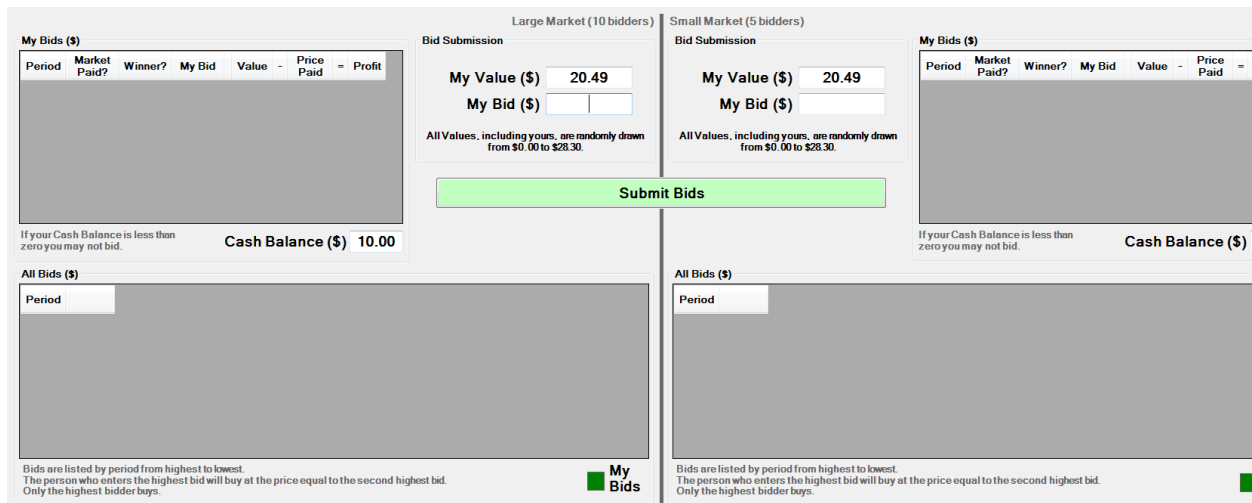 Large Market (10 bidders)
Small Market (5 bidders)
My Bids ($)
Period Market Paid? Winner? My Bid Value - Price Paid = Profit
Bid Submission
My Value ($) 20.49
My Bid ($)
All Values, including yours, are randomly drawn
from $0.00 to $28.30.
Bid Submission
My Value ($) 20.49
My Bid ($)
All Values, including yours, are randomly drawn
from $0.00 to $28.30.
My Bids ($)
Period Market Paid? Winner? My Bid Value - Price Paid =
Submit Bids
If your Cash Balance is less than
zero you may not bid.
Cash Balance ($) 10.00
If your Cash Balance is less than
zero you may not bid.
Cash Balance ($)
All Bids ($)
Period
All Bids ($)
Period
Bids are listed by period from highest to lowest.
The person who enters the highest bid will buy at the price equal to the second highest bid.
Only the highest bidder buys.
My
Bids
Bids are listed by period from highest to lowest.
The person who enters the highest bid will buy at the price equal to the second highest bid.
Only the highest bidder buys.